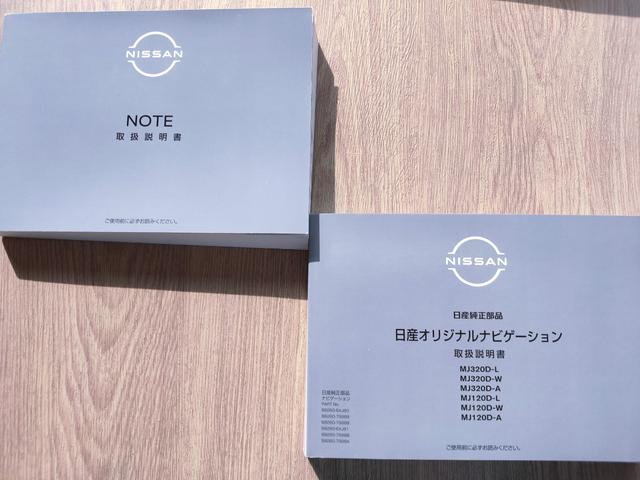 NISSAN
NOTE
取扱説明書
ご使用前に必ずお読みください。
NISSAN
日産純正部品
日産オリジナルナビゲーション
取扱説明書
MJ320D-L
MJ320D-W
MJ320D-A
MJ120D-L
MJ120D-W
MJ120D-A
日産純正部品
ナビゲーション
PART No.
ご使用前に必ずお読みください。